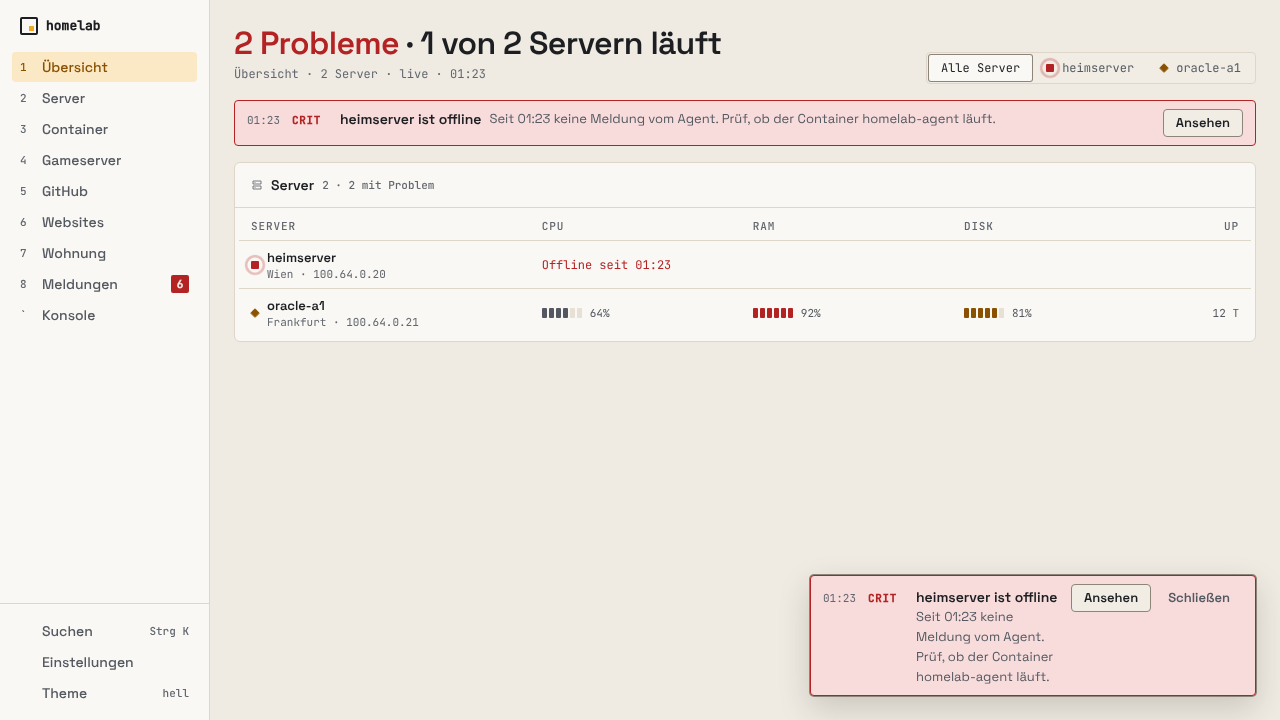 homelab
1 Übersicht
2 Server
3 Container
4 Gameserver
5 GitHub
6 Websites
7 Wohnung
8 Meldungen 6
` Konsole
Suchen Strg K
Einstellungen
Theme hell
2 Probleme · 1 von 2 Servern läuft
Übersicht · 2 Server · live · 01:23
Alle Server heimserver oracle-a1
01:23 CRIT heimserver ist offline Seit 01:23 keine Meldung vom Agent. Prüf, ob der Container homelab-agent läuft. Ansehen
Server 2 · 2 mit Problem
SERVER CPU RAM DISK UP
heimserver
Wien · 100.64.0.20
Offline seit 01:23
oracle-a1
Frankfurt · 100.64.0.21
64% 92% 81% 12 T
01:23 CRIT heimserver ist offline Ansehen Schließen
Seit 01:23 keine
Meldung vom Agent.
Prüf, ob der Container
homelab-agent läuft.